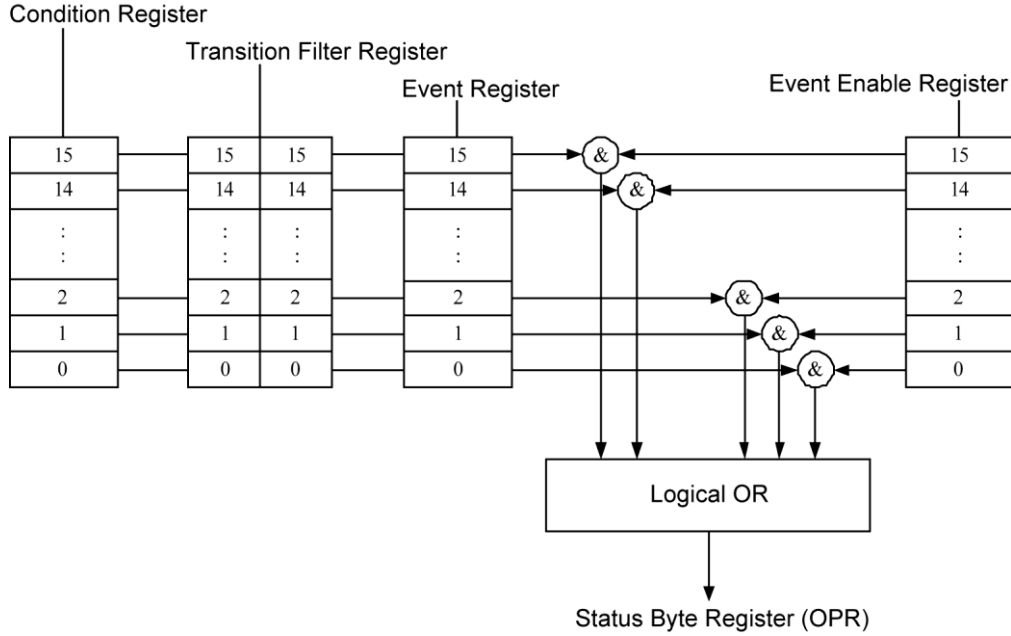 Condition Register
Transition Filter Register
Event Register
Event Enable Register
15 15 15 15 & 15
14 14 14 14 & 14
: : : : :
: : : : :
2 2 2 2 & 2
1 1 1 1 & 1
0 0 0 0 & 0
Logical OR
Status Byte Register (OPR)